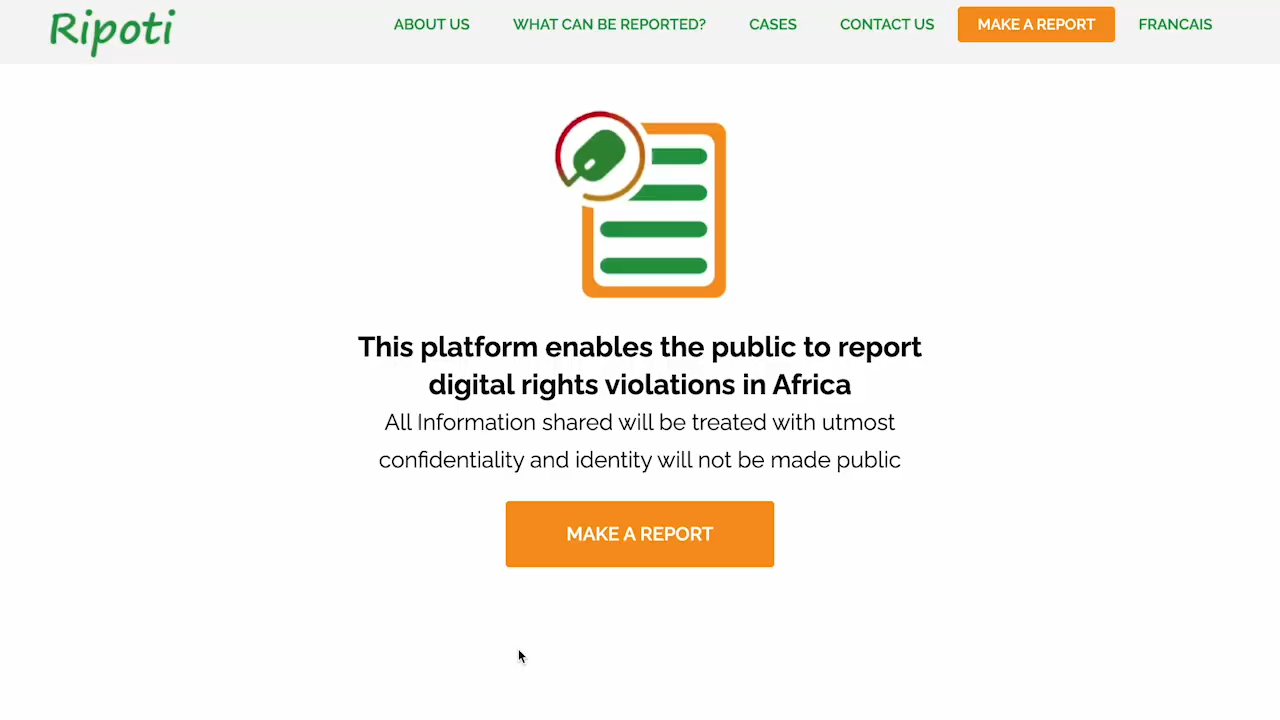 Ripoti
ABOUT US
WHAT CAN BE REPORTED?
CASES
CONTACT US
MAKE A REPORT
FRANCAIS
This platform enables the public to report
digital rights violations in Africa
All Information shared will be treated with utmost
confidentiality and identity will not be made public
MAKE A REPORT